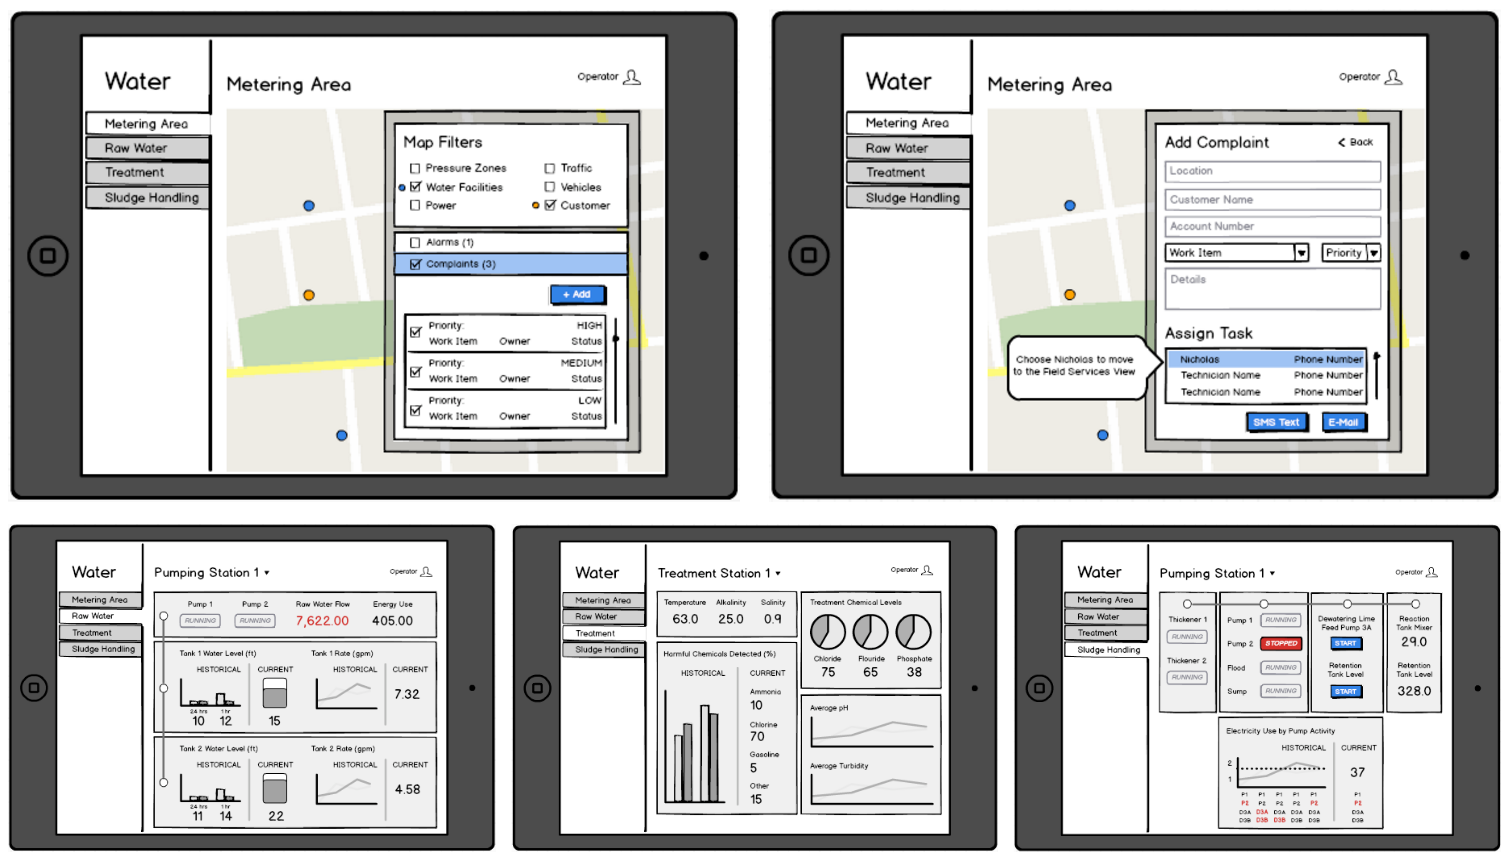 Water
Metering Area
Raw Water
Treatment
Sludge Handling
Metering Area
Operator
Map Filters
Pressure Zones Traffic
Water Facilities Vehicles
Power Customer
Alarms (1)
Complaints (3)
+ Add
Priority: HIGH
Work Item Owner Status
Priority: MEDIUM
Work Item Owner Status
Priority: LOW
Work Item Owner Status
Water
Metering Area
Raw Water
Treatment
Sludge Handling
Metering Area
Operator
Add Complaint < Back
Location
Customer Name
Account Number
Work Item Priority
Details
Assign Task
Nicholas Phone Number
Technician Name Phone Number
Technician Name Phone Number
SMS Text E-Mail
Choose Nicholas to move
to the Field Services View
Water
Metering Area
Raw Water
Treatment
Sludge Handling
Pumping Station 1
Operator
Pump 1 Pump 2 Raw Water Flow Energy Use
RUNNING RUNNING 7,622.00 405.00
Tank 1 Water Level (ft) Tank 1 Rate (gpm)
HISTORICAL CURRENT HISTORICAL CURRENT
7.32
24 hrs 1 hr
10 12 15
Tank 2 Water Level (ft) Tank 2 Rate (gpm)
HISTORICAL CURRENT HISTORICAL CURRENT
4.58
24 hrs 1 hr
11 14 22
Water
Metering Area
Raw Water
Treatment
Sludge Handling
Treatment Station 1
Operator
Temperature Alkalinity Salinity
63.0 25.0 0.9
Harmful Chemicals Detected (%)
HISTORICAL CURRENT
Ammonia
10
Chlorine
70
Gasoline
5
Other
15
Treatment Chemical Levels
Chloride Flouride Phosphate
75 65 38
Average pH
Average Turbidity
Water
Metering Area
Raw Water
Treatment
Sludge Handling
Pumping Station 1
Operator
Thickener 1
RUNNING
Thickener 2
RUNNING
Pump 1 RUNNING
Pump 2 STOPPED
Flood RUNNING
Sump RUNNING
Dewatering Lime
Feed Pump 3A
START
Retention
Tank Level
START
Reaction
Tank Mixer
29.0
Retention
Tank Level
328.0
Electricity Use by Pump Activity
HISTORICAL CURRENT
2
1
37
P1 P1 P1 P1 P1 P1
P2 P2 P2 P2 P2 P2
D3A D3A D3A D3A D3A D3A
D3B D3B D3B D3B D3B D3B